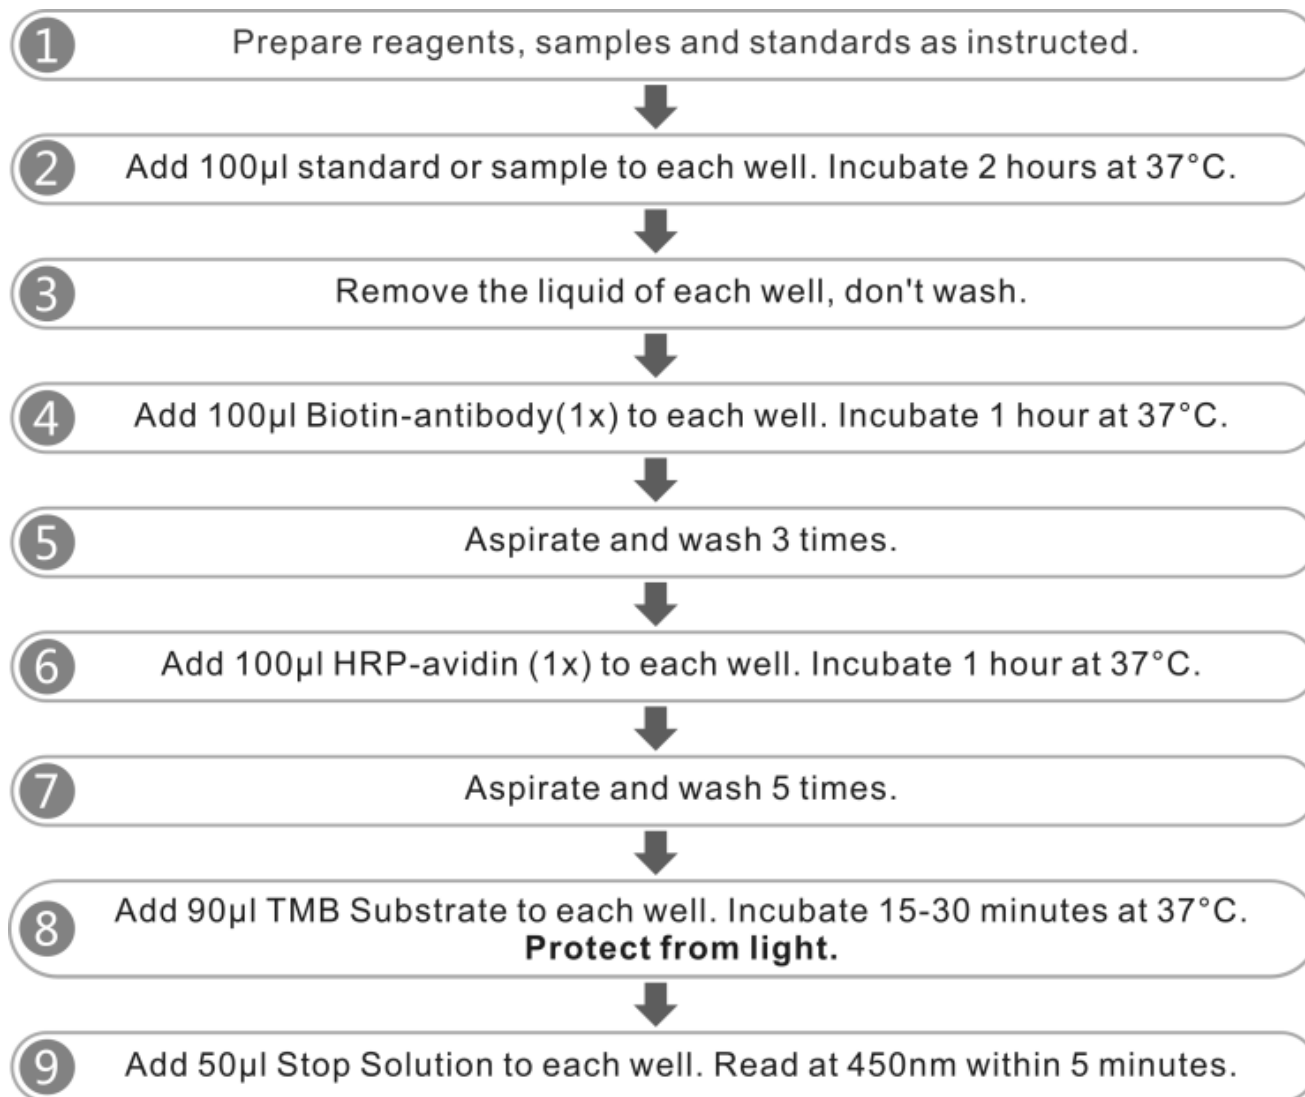 1
Prepare reagents, samples and standards as instructed.
2
Add 100µl standard or sample to each well. Incubate 2 hours at 37°C.
3
Remove the liquid of each well, don't wash.
4
Add 100µl Biotin-antibody(1x) to each well. Incubate 1 hour at 37°C.
5
Aspirate and wash 3 times.
6
Add 100µl HRP-avidin (1x) to each well. Incubate 1 hour at 37°C.
7
Aspirate and wash 5 times.
8
Add 90µl TMB Substrate to each well. Incubate 15-30 minutes at 37°C.
Protect from light.
9
Add 50µl Stop Solution to each well. Read at 450nm within 5 minutes.